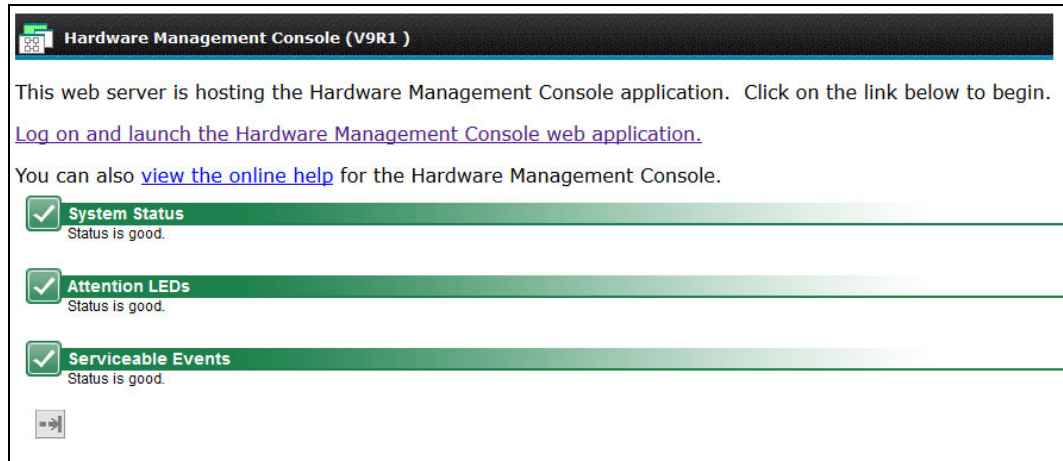 Hardware Management Console (V9R1 )
This web server is hosting the Hardware Management Console application. Click on the link below to begin.
Log on and launch the Hardware Management Console web application.
You can also view the online help for the Hardware Management Console.
System Status
Status is good.
Attention LEDs
Status is good.
Serviceable Events
Status is good.